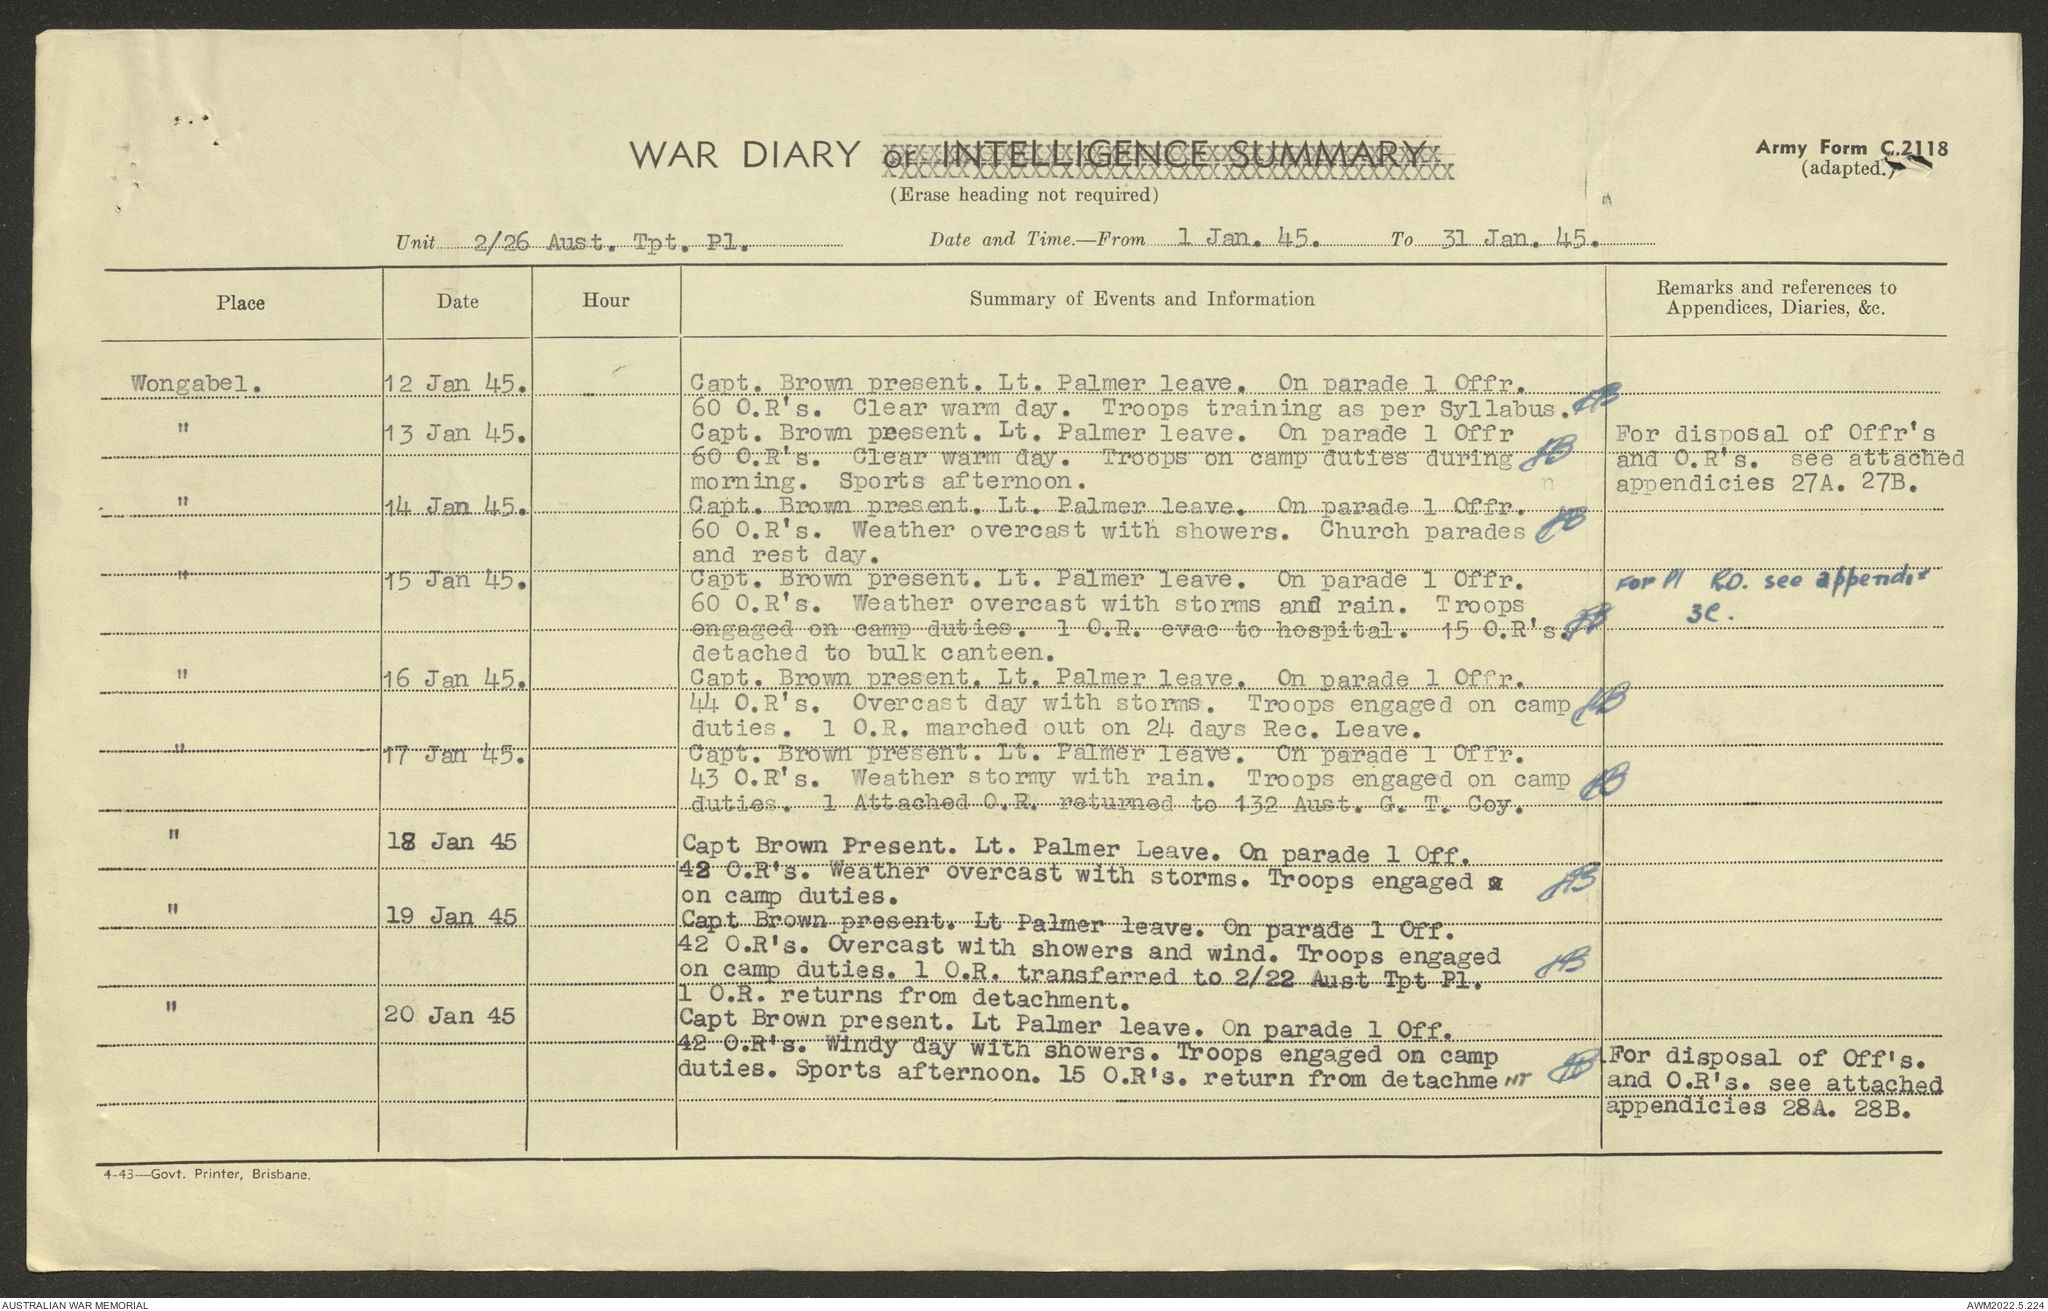 WAR DIARY or INTELLIGENCE SUMMARY
(Erase heading not required)
Army Form C.2118
(adapted.)
Unit 2/26 Aust. Tpt. Pl. Date and Time.—From 1 Jan. 45. To 31 Jan. 45.
Place Date Hour Summary of Events and Information Remarks and references to
Appendices, Diaries, &c.
Wongabel. 12 Jan 45. Capt. Brown present. Lt. Palmer leave. On parade 1 Offr.
60 O.R's. Clear warm day. Troops training as per Syllabus. JB
" 13 Jan 45. Capt. Brown present. Lt. Palmer leave. On parade 1 Offr For disposal of Offr's
60 O.R's. Clear warm day. Troops on camp duties during JB and O.R's. see attached
morning. Sports afternoon. appendicies 27A. 27B.
" 14 Jan 45. Capt. Brown present. Lt. Palmer leave. On parade 1 Offr.
60 O.R's. Weather overcast with showers. Church parades JB
and rest day.
" 15 Jan 45. Capt. Brown present. Lt. Palmer leave. On parade 1 Offr. For Pl RO. see appendix
60 O.R's. Weather overcast with storms and rain. Troops 3C.
engaged on camp duties. 1 O.R. evac to hospital. 15 O.R's. JB
detached to bulk canteen.
" 16 Jan 45. Capt. Brown present. Lt. Palmer leave. On parade 1 Offr.
44 O.R's. Overcast day with storms. Troops engaged on camp JB
duties. 1 O.R. marched out on 24 days Rec. Leave.
" 17 Jan 45. Capt. Brown present. Lt. Palmer leave. On parade 1 Offr.
43 O.R's. Weather stormy with rain. Troops engaged on camp JB
duties. 1 Attached O.R. returned to 132 Aust. G. T. Coy.
" 18 Jan 45 Capt Brown Present. Lt. Palmer Leave. On parade 1 Off.
42 O.R's. Weather overcast with storms. Troops engaged JB
on camp duties.
" 19 Jan 45 Capt Brown present. Lt Palmer leave. On parade 1 Off.
42 O.R's. Overcast with showers and wind. Troops engaged
on camp duties. 1 O.R. transferred to 2/22 Aust Tpt Pl. JB
1 O.R. returns from detachment.
" 20 Jan 45 Capt Brown present. Lt Palmer leave. On parade 1 Off.
42 O.R's. Windy day with showers. Troops engaged on camp For disposal of Off's.
duties. Sports afternoon. 15 O.R's. return from detachmeNT JB and O.R's. see attached
appendicies 28A. 28B.
4-43—Govt. Printer, Brisbane.
AUSTRALIAN WAR MEMORIAL AWM2022.5.224